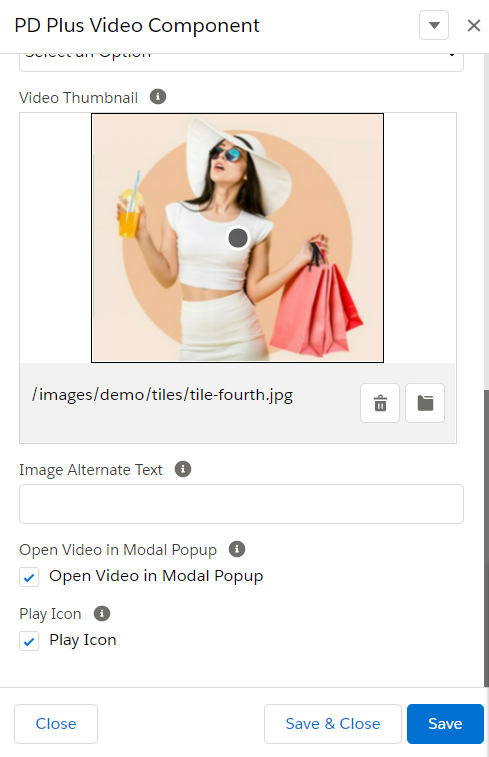 PD Plus Video Component
Select an Option
Video Thumbnail
/images/demo/tiles/tile-fourth.jpg
Image Alternate Text
Open Video in Modal Popup
Open Video in Modal Popup
Play Icon
Play Icon
Close
Save & Close
Save